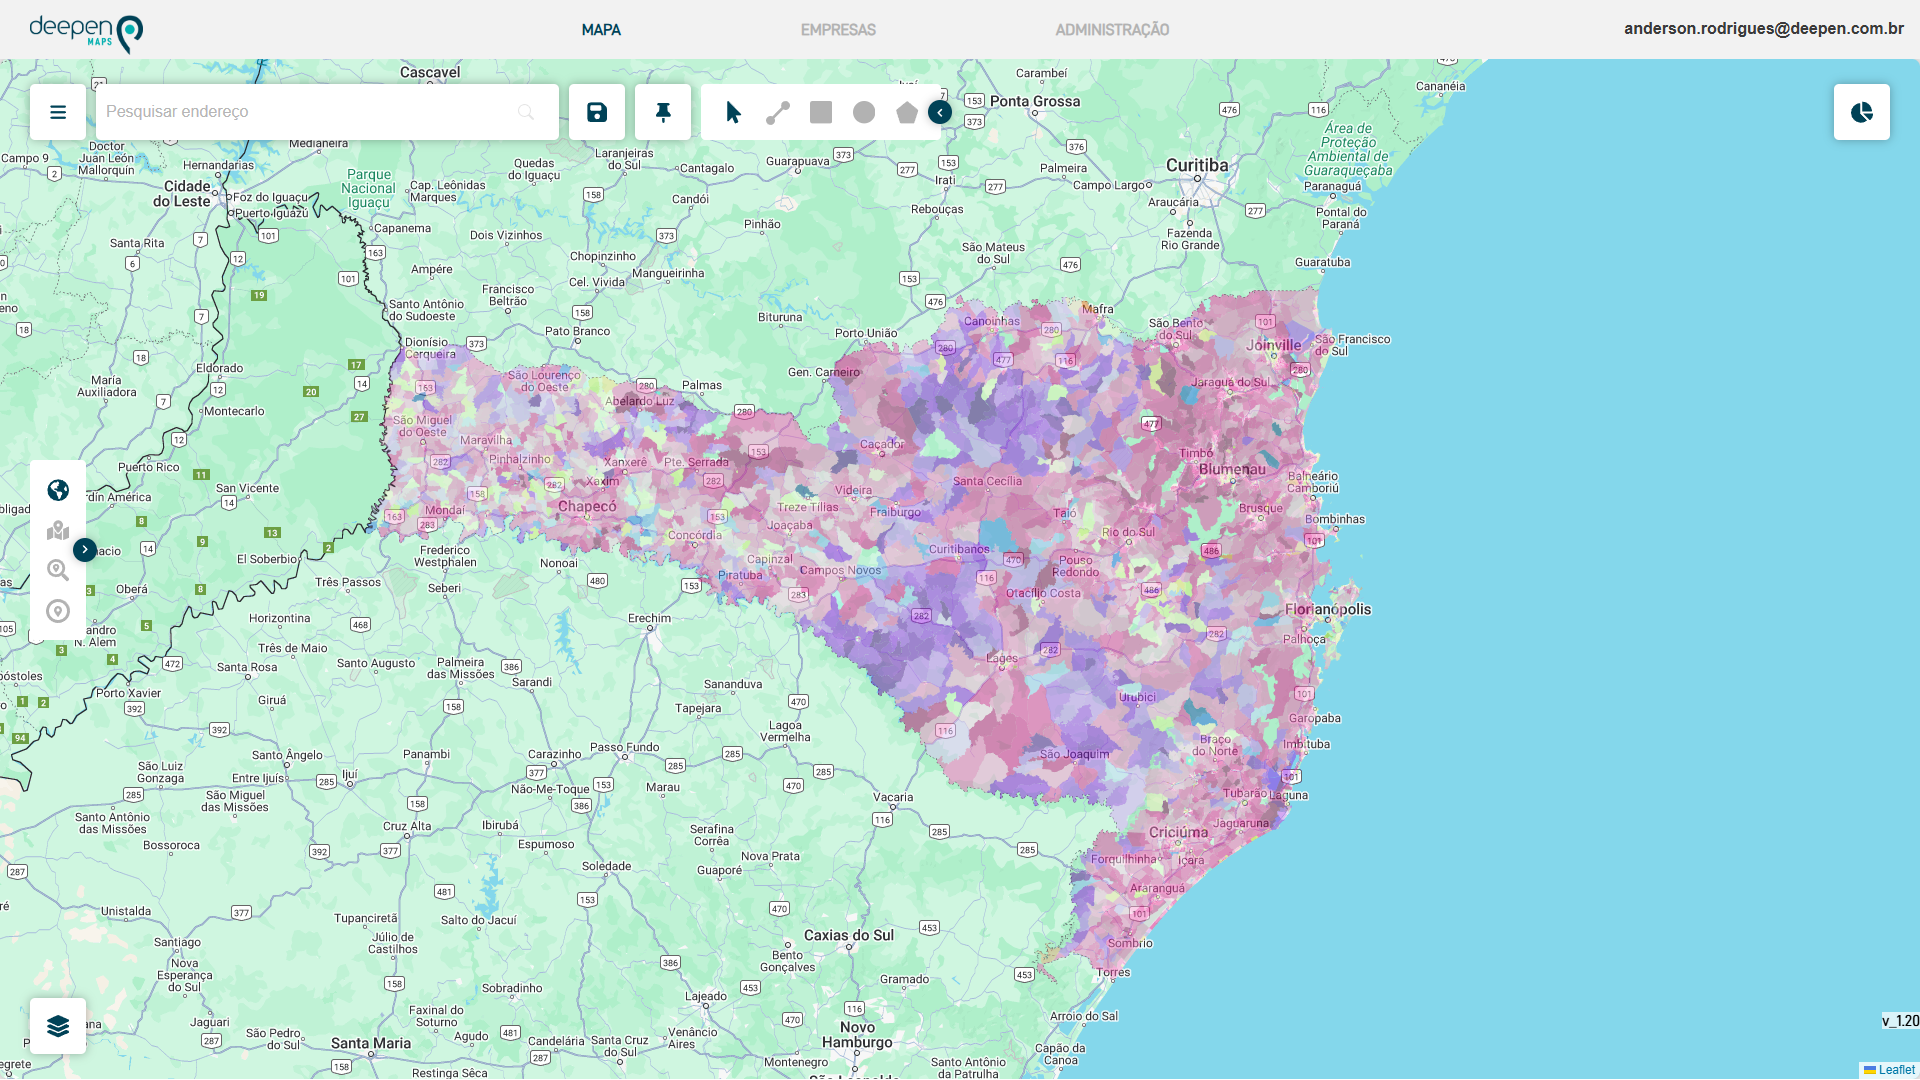 deepen
MAPS
MAPA
EMPRESAS
ADMINISTRAÇÃO
anderson.rodrigues@deepen.com.br
Pesquisar endereço
Cascavel
Carambeí
Ponta Grossa
Cananéia
Área de
Proteção
Ambiental de
Guaraqueçaba
Campo 9
Doctor
Juan León
Mallorquín
Hernandarias
Medianeira
Parque
Nacional
Iguaçu
Cap. Leônidas
Marques
Quedas
do Iguaçu
Laranjeiras
do Sul
Cantagalo
Guarapuava
Irati
Palmeira
Campo Largo
Curitiba
Paranaguá
Cidade
do Leste
Foz do Iguaçu
Puerto Iguazú
Candói
Rebouças
Araucária
Pontal do
Paraná
Capanema
Dois Vizinhos
Pinhão
Fazenda
Rio Grande
Santa Rita
São Mateus
do Sul
Chopinzinho
Ampére
Mangueirinha
Cel. Vivida
Guaratuba
Francisco
Beltrão
Santo Antônio
do Sudoeste
Bituruna
Pato Branco
Porto União
Canoinhas
Mafra
São Bento
do Sul
São Francisco
do Sul
Joinville
Dionísio
Cerqueira
Eldorado
María
Auxiliadora
Montecarlo
São Lourenço
do Oeste
Palmas
Gen. Carneiro
Jaraguá do Sul
Abelardo Luz
São Miguel
do Oeste
Maravilha
Pinhalzinho
Xanxerê
Pte. Serrada
Caçador
Timbó
Blumenau
Balneário
Camboriú
Puerto Rico
Xaxim
Videira
Santa Cecília
San Vicente
Chapecó
Treze Tílias
Fraiburgo
Taió
Brusque
Mondaí
Joaçaba
Bombinhas
Rio do Sul
Concórdia
El Soberbio
Frederico
Westphalen
Nonoai
Capinzal
Curitibanos
Pouso
Redondo
Piratuba
Campos Novos
Três Passos
Oberá
Seberi
Otacílio Costa
Florianópolis
Horizontina
Erechim
Palhoça
Três de Maio
Lages
Santa Rosa
Santo Augusto
Palmeira
das Missões
Sarandi
Sananduva
Urubici
Porto Xavier
Giruá
Tapejara
Garopaba
Lagoa
Vermelha
Braço
do Norte
Imbituba
Santo Ângelo
Panambi
Carazinho
Passo Fundo
São Joaquim
São Luiz
Gonzaga
Entre Ijuís
Ijuí
Não-Me-Toque
Marau
Tubarão
Laguna
São Miguel
das Missões
Vacaria
Santo Antônio
das Missões
Cruz Alta
Ibirubá
Serafina
Corrêa
Jaguaruna
Criciúma
Bossoroca
Espumoso
Nova Prata
Forquilhinha
Içara
Soledade
Guaporé
Araranguá
Unistalda
Tupanciretã
Salto do Jacuí
Santiago
Júlio de
Castilhos
Caxias do Sul
Sombrio
Bento
Gonçalves
Nova
Esperança
do Sul
Gramado
Torres
Sobradinho
Lajeado
Jaguari
Faxinal do
Soturno
Arroio do Sal
Novo
Hamburgo
São Pedro
do Sul
Agudo
Candelária
Santa Cruz
do Sul
Venâncio
Aires
Santa Maria
Capão da
Canoa
Montenegro
Santo Antônio
da Patrulha
Restinga Sêca
v_1.20
Leaflet